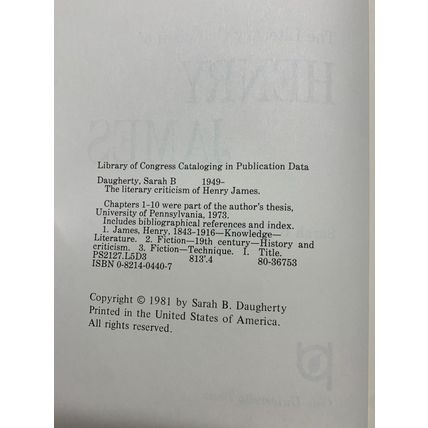 Library of Congress Cataloging in Publication Data
Daugherty, Sarah B 1949-
The literary criticism of Henry James.
Chapters 1-10 were part of the author's thesis,
University of Pennsylvania, 1973.
Includes bibliographical references and index.
1. James, Henry, 1843-1916—Knowledge—
Literature. 2. Fiction—19th century—History and
criticism. 3. Fiction—Technique. I. Title.
PS2127.L5D3 813'.4 80-36753
ISBN 0-8214-0440-7
Copyright © 1981 by Sarah B. Daugherty
Printed in the United States of America.
All rights reserved.